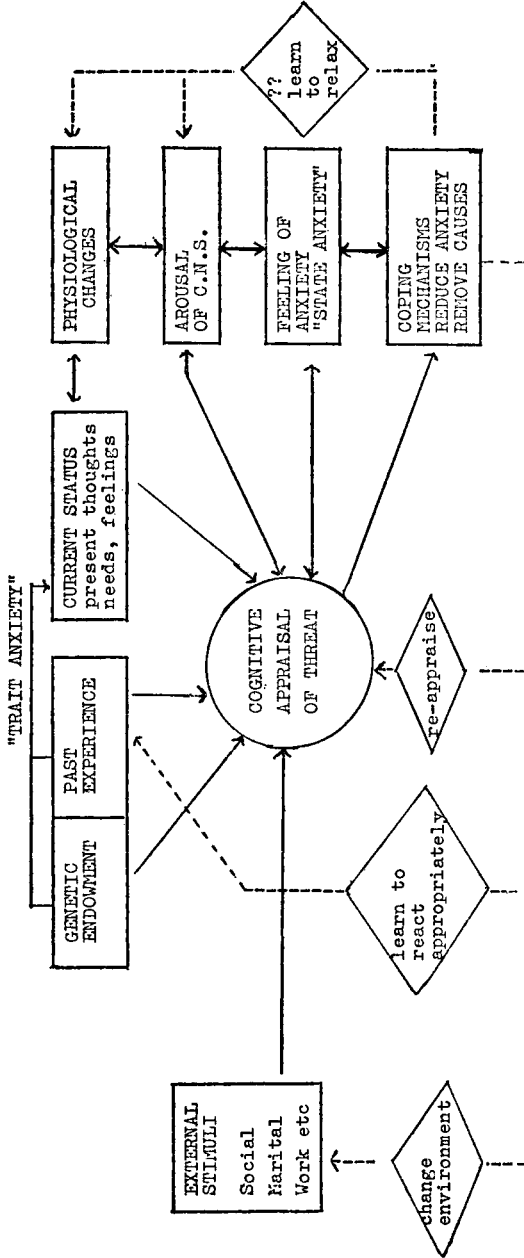 "TRAIT ANXIETY"
GENETIC
ENDOWMENT
PAST
EXPERIENCE
CURRENT STATUS
present thoughts
needs, feelings
PHYSIOLOGICAL
CHANGES
AROUSAL
OF C.N.S.
FEELING OF
ANXIETY
"STATE ANXIETY"
COPING
MECHANISMS
REDUCE ANXIETY
REMOVE CAUSES
??
learn
to
relax
COGNITIVE
APPRAISAL
OF THREAT
EXTERNAL
STIMULI
Social
Marital
Work etc
change
environment
learn to
react
appropriately
re-appraise